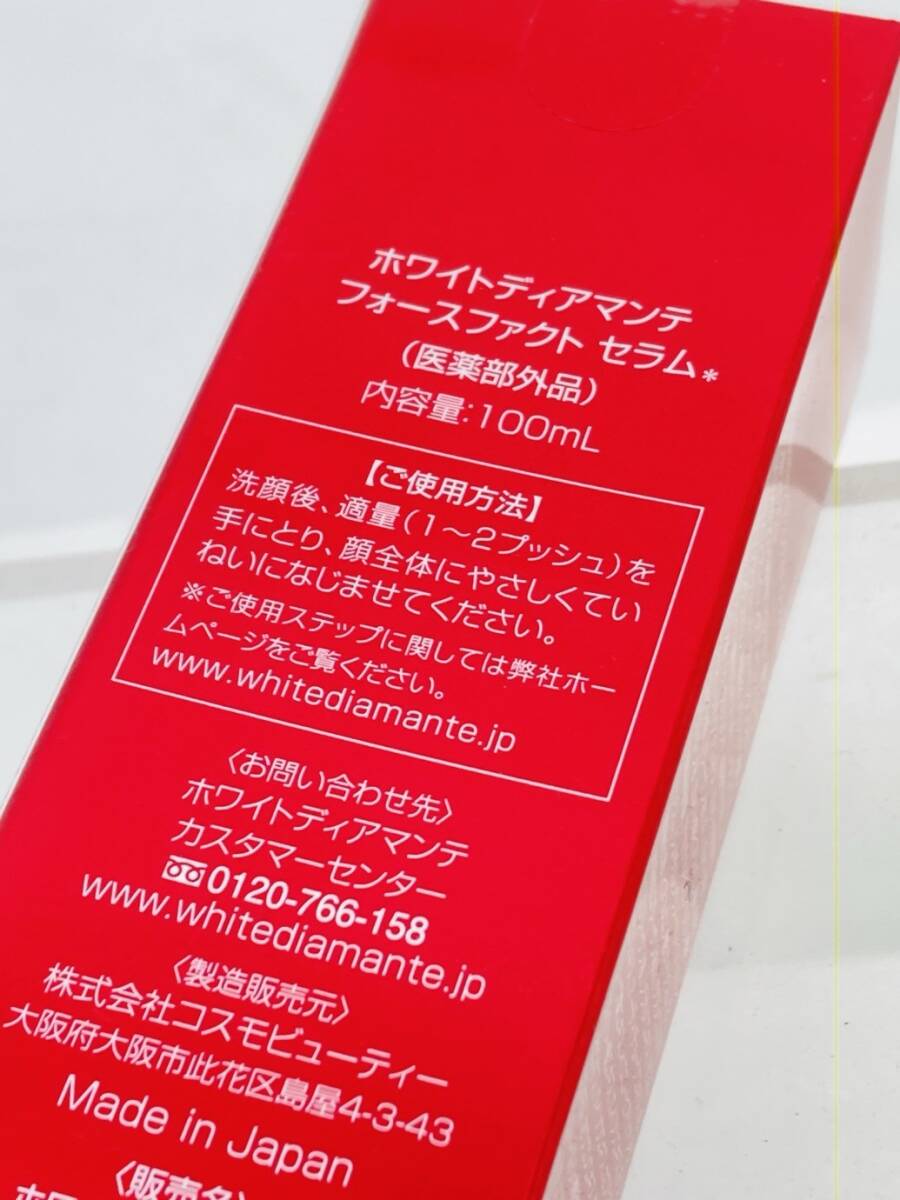 ホワイトディアマンテ
フォースファクト セラム*
(医薬部外品)
内容量:100mL
【ご使用方法】
洗顔後、適量(1〜2プッシュ)を
手にとり、顔全体にやさしくてい
ねいになじませてください。
※ご使用ステップに関しては弊社ホー
ムページをご覧ください。
www.whitediamante.jp
〈お問い合わせ先〉
ホワイトディアマンテ
カスタマーセンター
0120-766-158
www.whitediamante.jp
〈製造販売元〉
株式会社コスモビューティー
大阪府大阪市此花区島屋4-3-43
Made in Japan
〈販売名〉